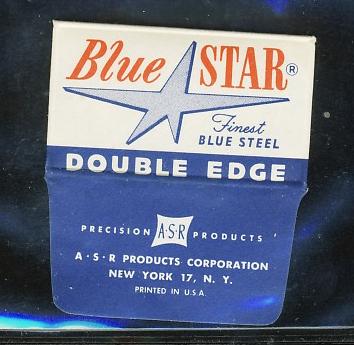 Blue STAR®
Finest
BLUE STEEL
DOUBLE EDGE
PRECISION A·S·R PRODUCTS
A·S·R PRODUCTS CORPORATION
NEW YORK 17, N. Y.
PRINTED IN U.S.A.